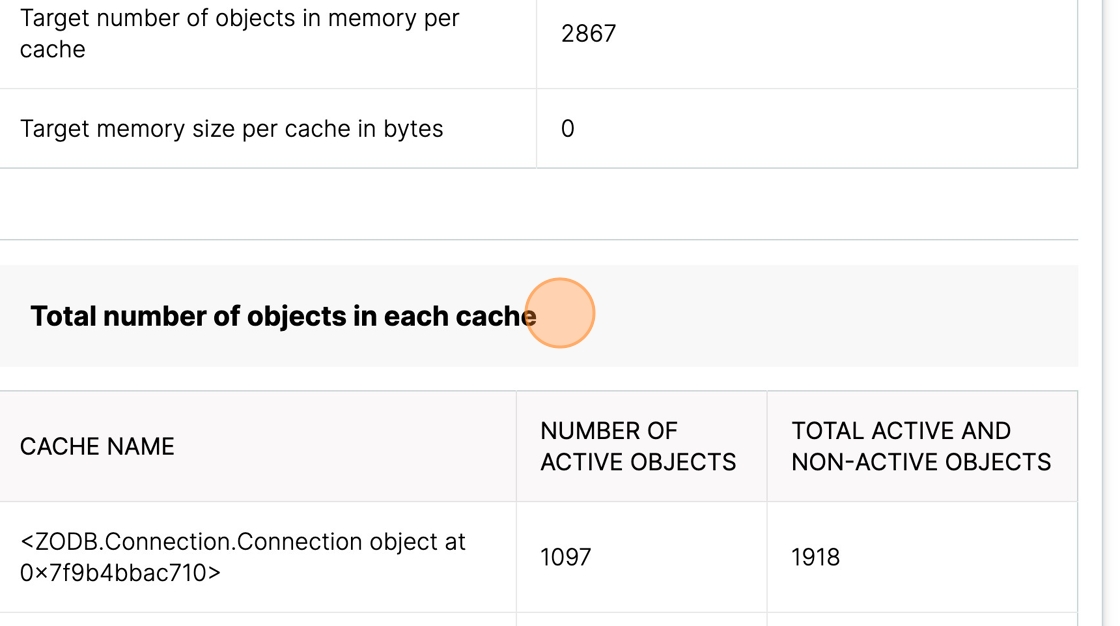 Target number of objects in memory per
cache
2867
Target memory size per cache in bytes
0
Total number of objects in each cache
CACHE NAME
NUMBER OF
ACTIVE OBJECTS
TOTAL ACTIVE AND
NON-ACTIVE OBJECTS
<ZODB.Connection.Connection object at
0×7f9b4bbac710>
1097
1918